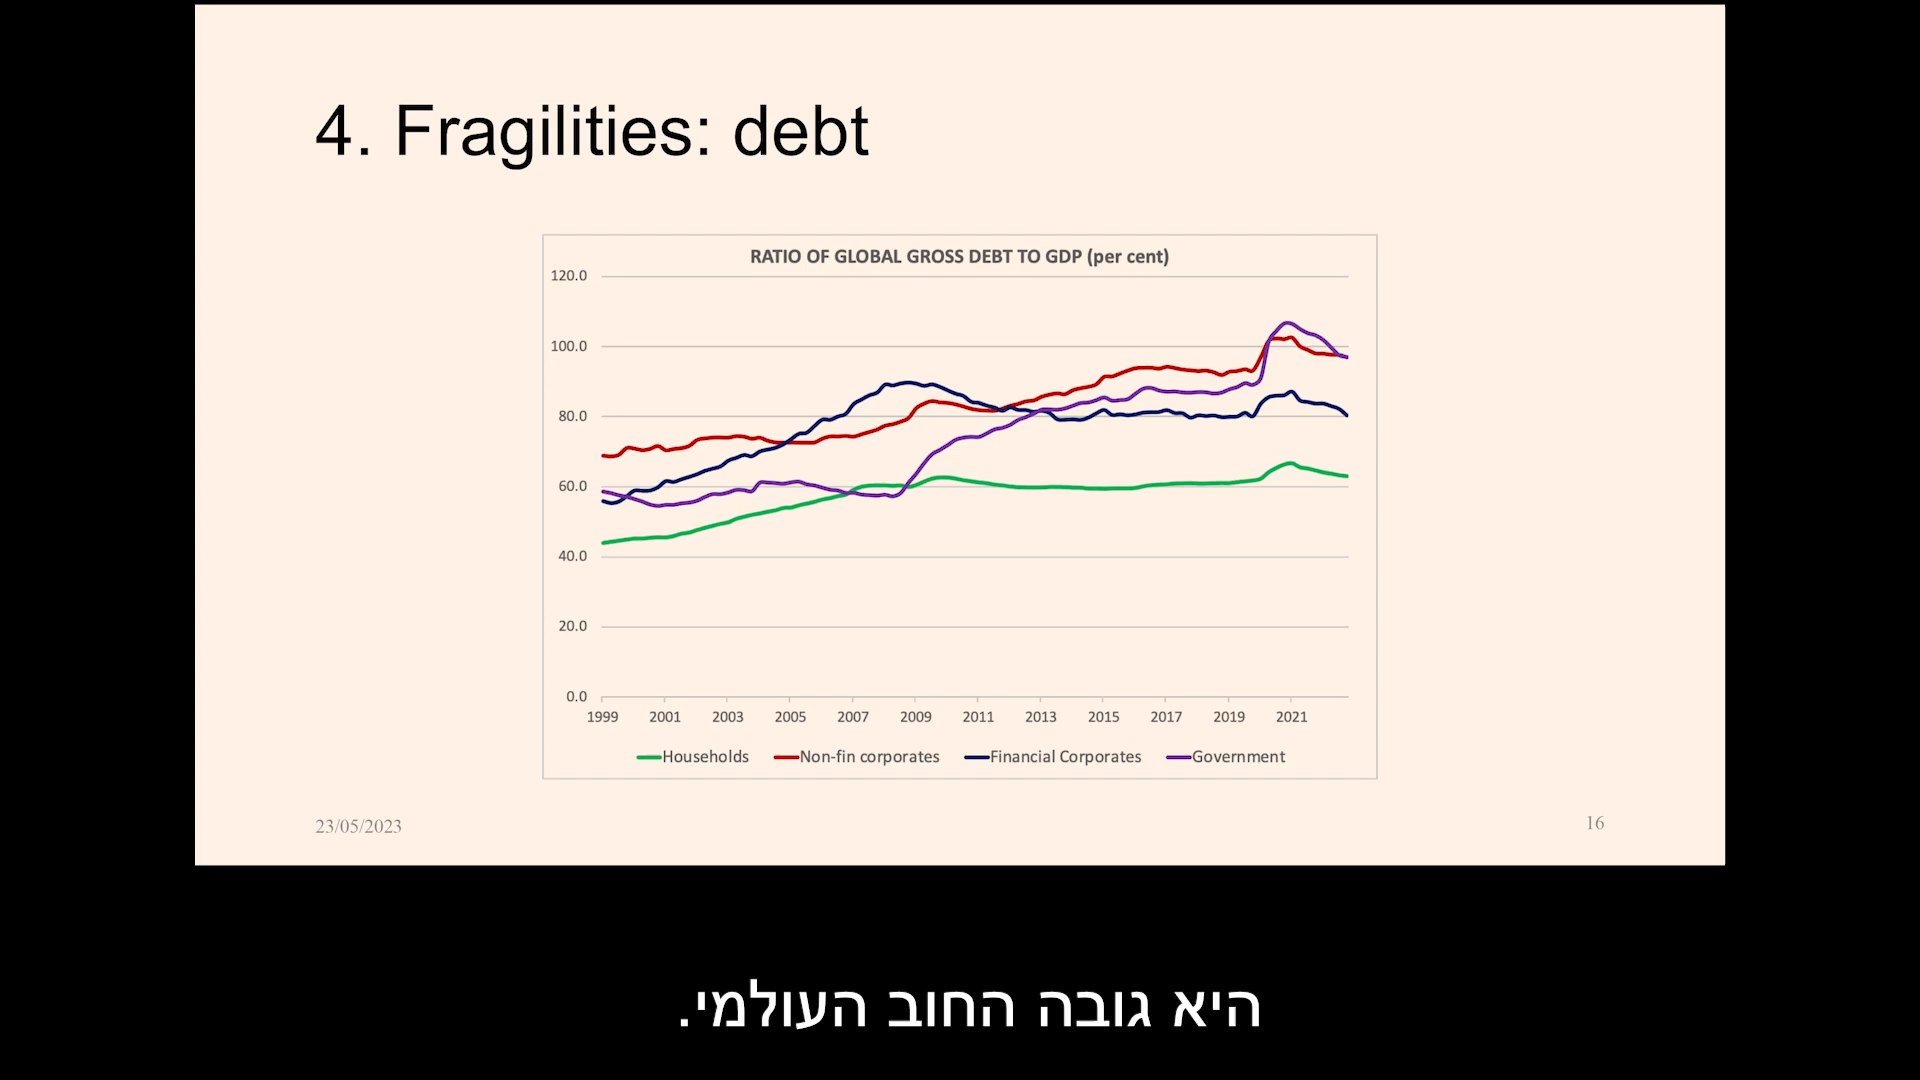 4. Fragilities: debt
RATIO OF GLOBAL GROSS DEBT TO GDP (per cent)
120.0
100.0
80.0
60.0
40.0
20.0
0.0
1999 2001 2003 2005 2007 2009 2011 2013 2015 2017 2019 2021
Households Non-fin corporates Financial Corporates Government
23/05/2023
16
היא גובה החוב העולמי.